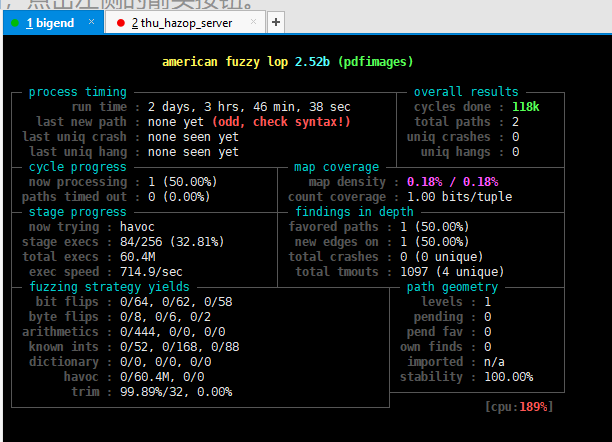 ，点击左侧的箭头按钮。
1 bigend × 2 thu_hazop_server × +
american fuzzy lop 2.52b (pdfimages)
process timing overall results
run time : 2 days, 3 hrs, 46 min, 38 sec cycles done : 118k
last new path : none yet (odd, check syntax!) total paths : 2
last uniq crash : none seen yet uniq crashes : 0
last uniq hang : none seen yet uniq hangs : 0
cycle progress map coverage
now processing : 1 (50.00%) map density : 0.18% / 0.18%
paths timed out : 0 (0.00%) count coverage : 1.00 bits/tuple
stage progress findings in depth
now trying : havoc favored paths : 1 (50.00%)
stage execs : 84/256 (32.81%) new edges on : 1 (50.00%)
total execs : 60.4M total crashes : 0 (0 unique)
exec speed : 714.9/sec total tmouts : 1097 (4 unique)
fuzzing strategy yields path geometry
bit flips : 0/64, 0/62, 0/58 levels : 1
byte flips : 0/8, 0/6, 0/2 pending : 0
arithmetics : 0/444, 0/0, 0/0 pend fav : 0
known ints : 0/52, 0/168, 0/88 own finds : 0
dictionary : 0/0, 0/0, 0/0 imported : n/a
havoc : 0/60.4M, 0/0 stability : 100.00%
trim : 99.89%/32, 0.00%
[cpu:189%]